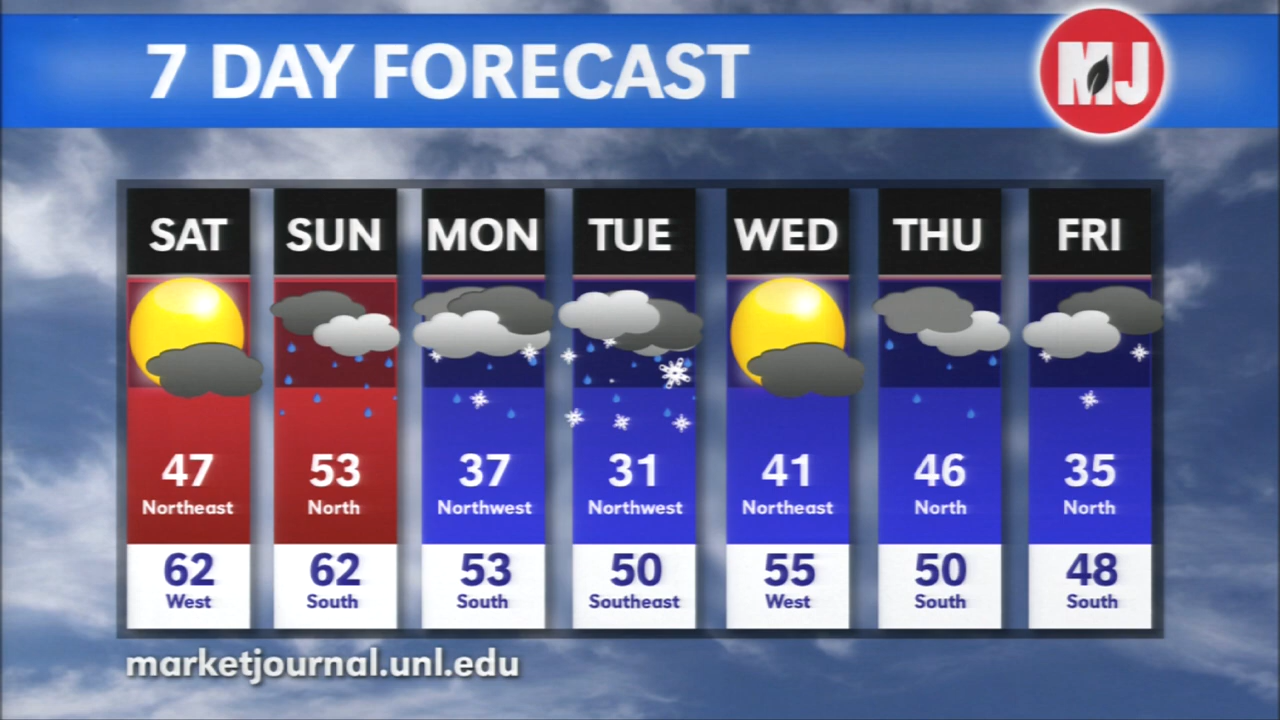 7 DAY FORECAST
MJ
SAT SUN MON TUE WED THU FRI
47 53 37 31 41 46 35
Northeast North Northwest Northwest Northeast North North
62 62 53 50 55 50 48
West South South Southeast West South South
marketjournal.unl.edu